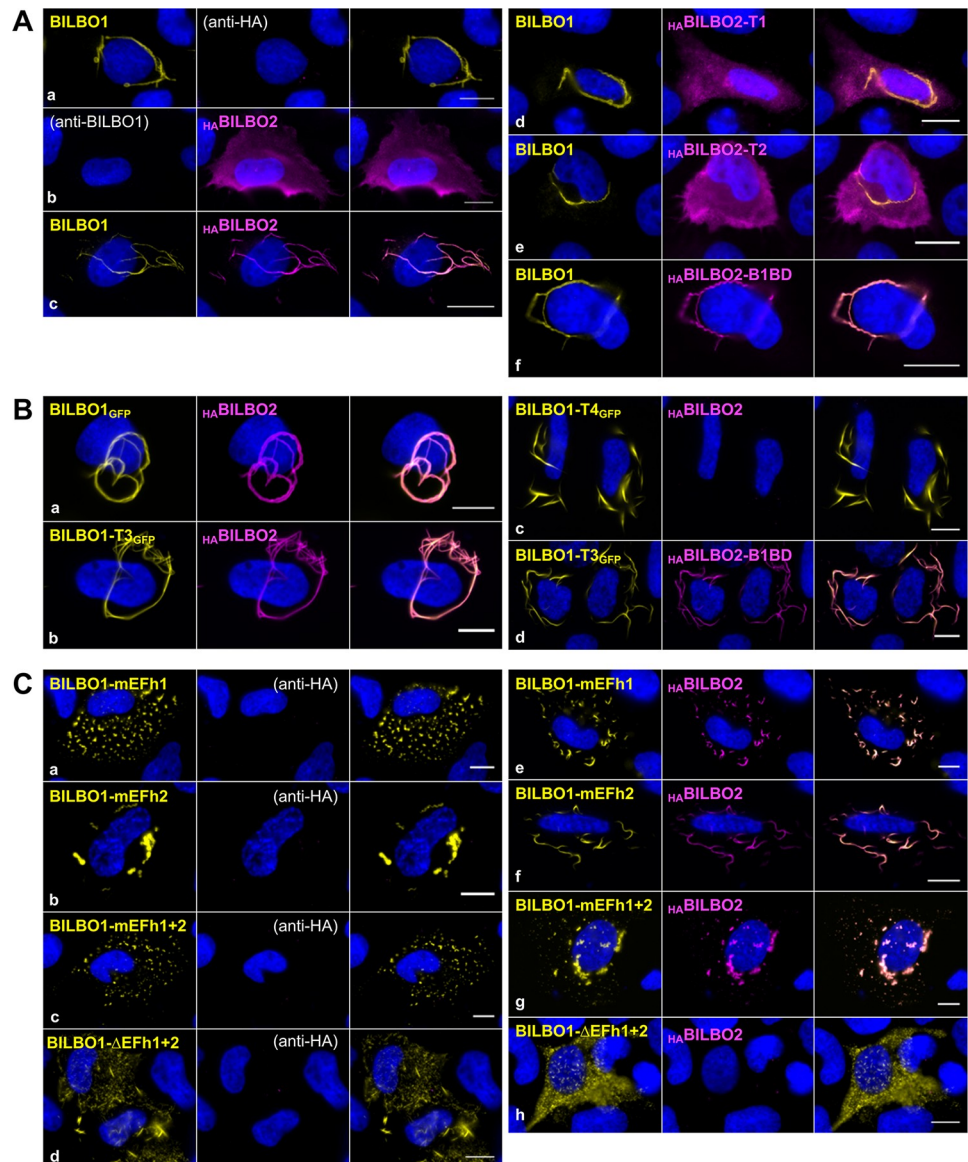 A
BILBO1 (anti-HA)
a
(anti-BILBO1) HABILBO2
b
BILBO1 HABILBO2
c
BILBO1 HABILBO2-T1
d
BILBO1 HABILBO2-T2
e
BILBO1 HABILBO2-B1BD
f
B
BILBO1GFP HABILBO2
a
BILBO1-T3GFP HABILBO2
b
BILBO1-T4GFP HABILBO2
c
BILBO1-T3GFP HABILBO2-B1BD
d
C
BILBO1-mEFh1 (anti-HA)
a
BILBO1-mEFh2 (anti-HA)
b
BILBO1-mEFh1+2 (anti-HA)
c
BILBO1-ΔEFh1+2 (anti-HA)
d
BILBO1-mEFh1 HABILBO2
e
BILBO1-mEFh2 HABILBO2
f
BILBO1-mEFh1+2 HABILBO2
g
BILBO1-ΔEFh1+2 HABILBO2
h